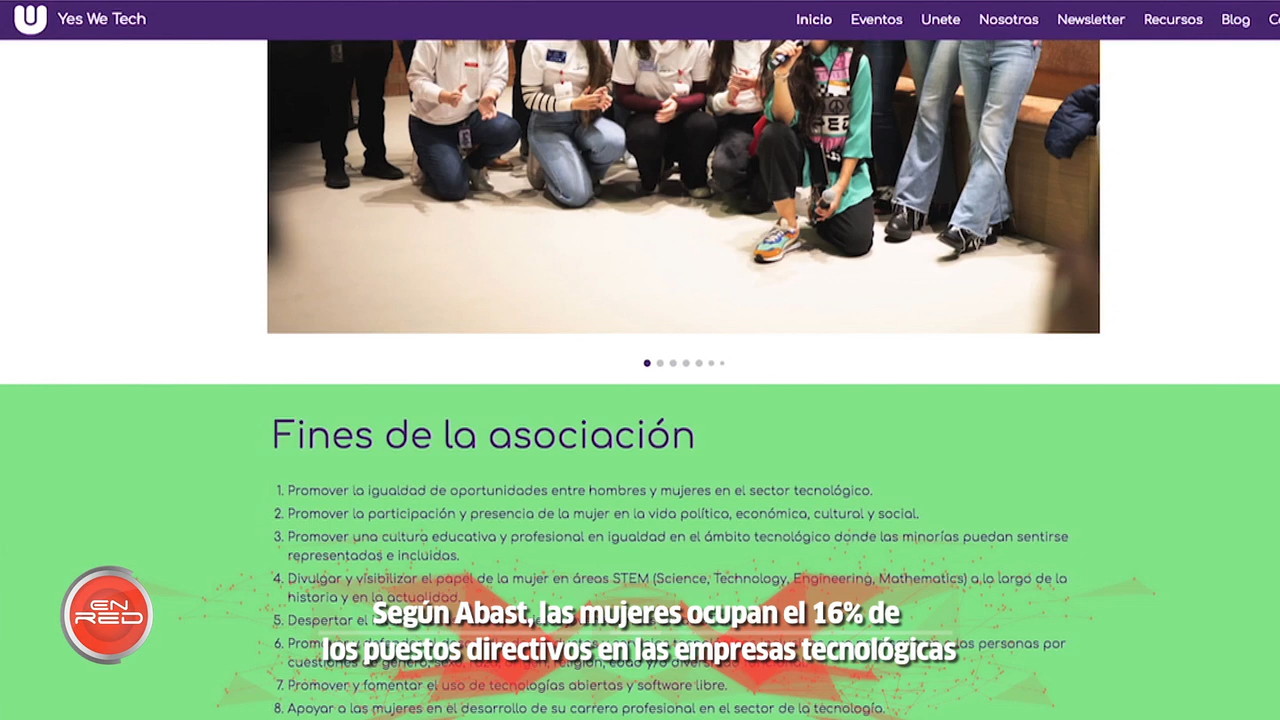 Yes We Tech
Inicio Eventos Unete Nosotras Newsletter Recursos Blog
Fines de la asociación
1. Promover la igualdad de oportunidades entre hombres y mujeres en el sector tecnológico.
2. Promover la participación y presencia de la mujer en la vida política, económica, cultural y social.
3. Promover una cultura educativa y profesional en igualdad en el ámbito tecnológico donde las minorías puedan sentirse
representadas e incluidas.
4. Divulgar y visibilizar el papel de la mujer en áreas STEM (Science, Technology, Engineering, Mathematics) a lo largo de la
historia y en la actualidad.
5. Despertar el
6.
las personas por
cuestiones de género, sexo, raza,
religión, edad y/o
7. Promover y fomentar el uso de tecnologías abiertas y software libre.
8. Apoyar a las mujeres en el desarrollo de su carrera profesional en el sector de la tecnología.
EN
RED
Según Abast, las mujeres ocupan el 16% de
los puestos directivos en las empresas tecnológicas